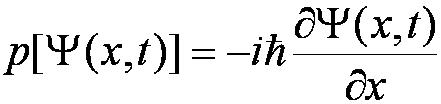 p[Ψ(x,t)] = −iħ ∂Ψ(x,t)/∂x